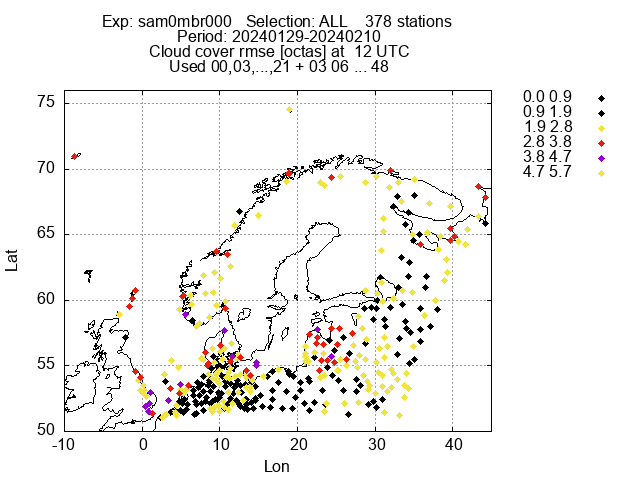 Exp: sam0mbr000   Selection: ALL    378 stations
Period: 20240129-20240210
Cloud cover rmse [octas] at  12 UTC
Used 00,03,...,21 + 03 06 ... 48
0.0 0.9
0.9 1.9
1.9 2.8
2.8 3.8
3.8 4.7
4.7 5.7
75
70
65
60
55
50
Lat
-10 0 10 20 30 40
Lon